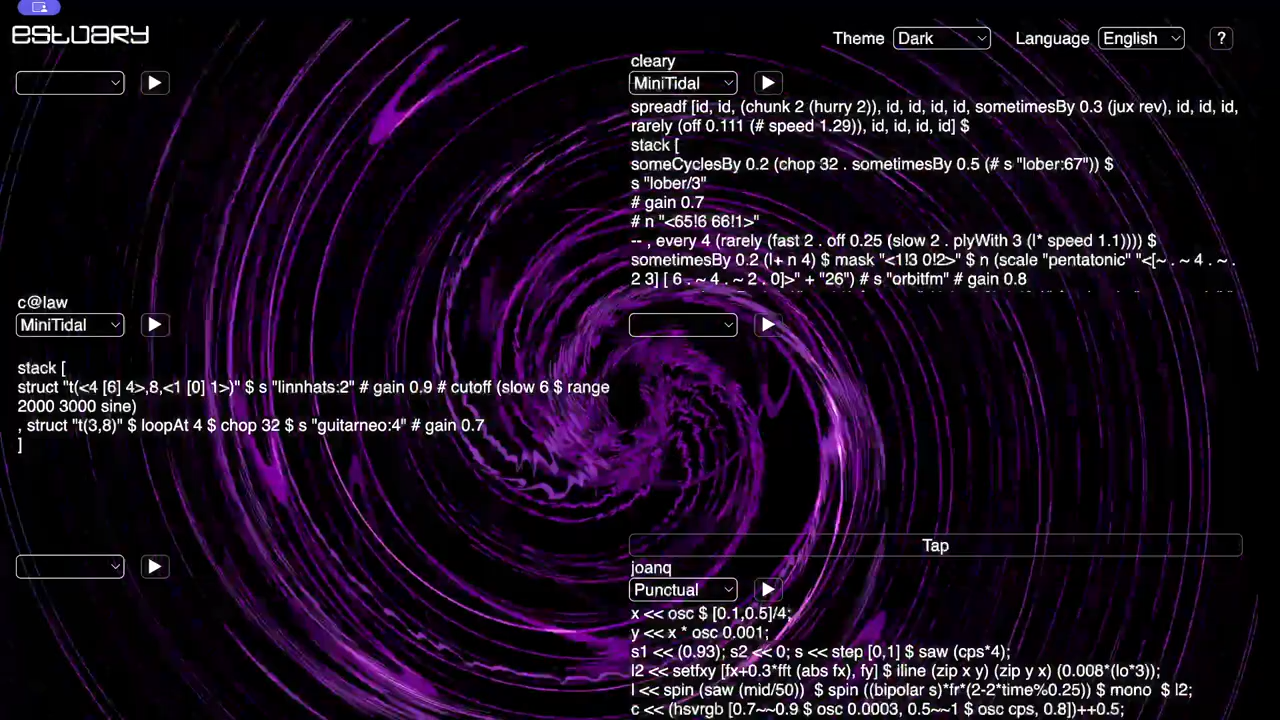 estuary
Theme Dark Language English ?
cleary
MiniTidal
spreadf [id, id, (chunk 2 (hurry 2)), id, id, id, id, sometimesBy 0.3 (jux rev), id, id, id,
rarely (off 0.111 (# speed 1.29)), id, id, id, id] $
stack [
someCyclesBy 0.2 (chop 32 . sometimesBy 0.5 (# s "lober:67")) $
s "lober/3"
# gain 0.7
# n "<65!6 66!1>"
-- , every 4 (rarely (fast 2 . off 0.25 (slow 2 . plyWith 3 (|* speed 1.1)))) $
sometimesBy 0.2 (|+ n 4) $ mask "<1!3 0!2>" $ n (scale "pentatonic" "<[~ . ~ 4 . ~ .
2 3] [ 6 . ~ 4 . ~ 2 . 0]>" + "26") # s "orbitfm" # gain 0.8
c@law
MiniTidal
stack [
struct "t(<4 [6] 4>,8,<1 [0] 1>)" $ s "linnhats:2" # gain 0.9 # cutoff (slow 6 $ range
2000 3000 sine)
, struct "t(3,8)" $ loopAt 4 $ chop 32 $ s "guitarneo:4" # gain 0.7
]
Tap
joanq
Punctual
x << osc $ [0.1,0.5]/4;
y << x * osc 0.001;
s1 << (0.93); s2 << 0; s << step [0,1] $ saw (cps*4);
l2 << setfxy [fx+0.3*fft (abs fx), fy] $ iline (zip x y) (zip y x) (0.008*(lo*3));
l << spin (saw (mid/50)) $ spin ((bipolar s)*fr*(2-2*time%0.25)) $ mono $ l2;
c << (hsvrgb [0.7~~0.9 $ osc 0.0003, 0.5~~1 $ osc cps, 0.8])++0.5;